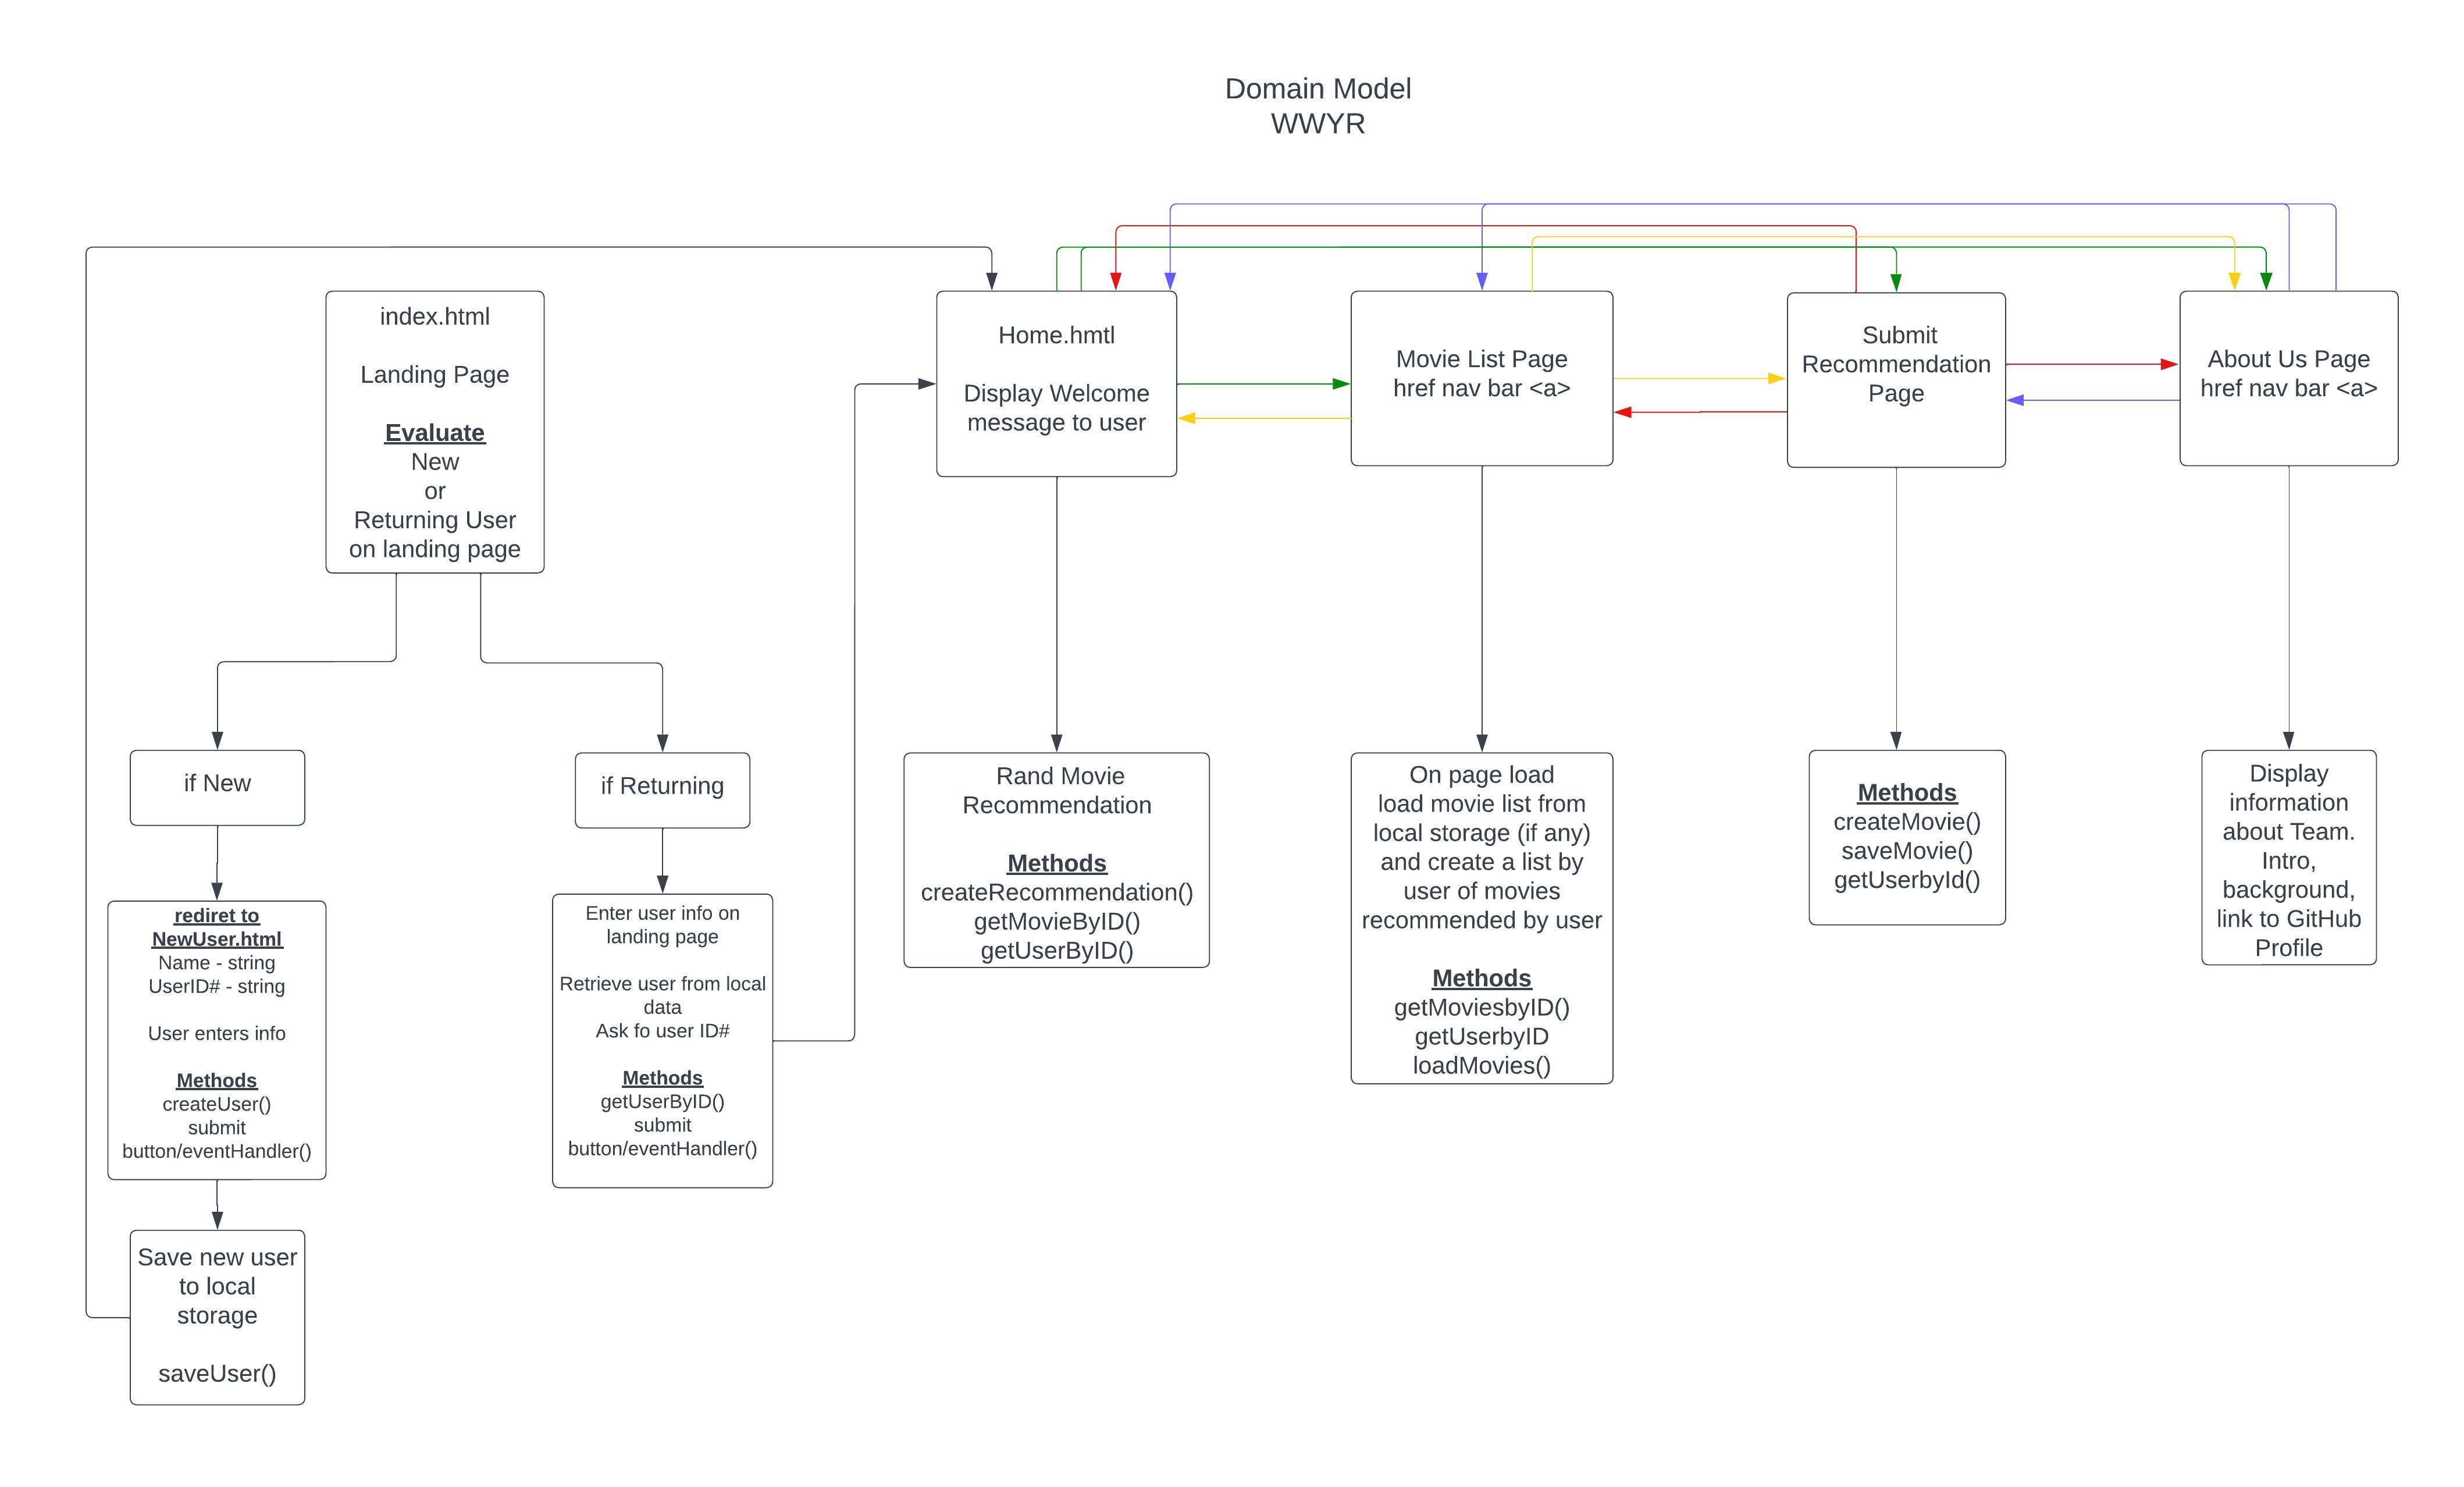 Domain Model
WWYR
index.html
Landing Page
Evaluate
New
or
Returning User
on landing page
Home.hmtl
Display Welcome
message to user
Movie List Page
href nav bar <a>
Submit
Recommendation
Page
About Us Page
href nav bar <a>
if New
if Returning
Rand Movie
Recommendation
Methods
createRecommendation()
getMovieByID()
getUserByID()
On page load
load movie list from
local storage (if any)
and create a list by
user of movies
recommended by user
Methods
getMoviesbyID()
getUserbyID
loadMovies()
Methods
createMovie()
saveMovie()
getUserbyId()
Display
information
about Team.
Intro,
background,
link to GitHub
Profile
rediret to
NewUser.html
Name - string
UserID# - string
User enters info
Methods
createUser()
submit
button/eventHandler()
Enter user info on
landing page
Retrieve user from local
data
Ask fo user ID#
Methods
getUserByID()
submit
button/eventHandler()
Save new user
to local
storage
saveUser()